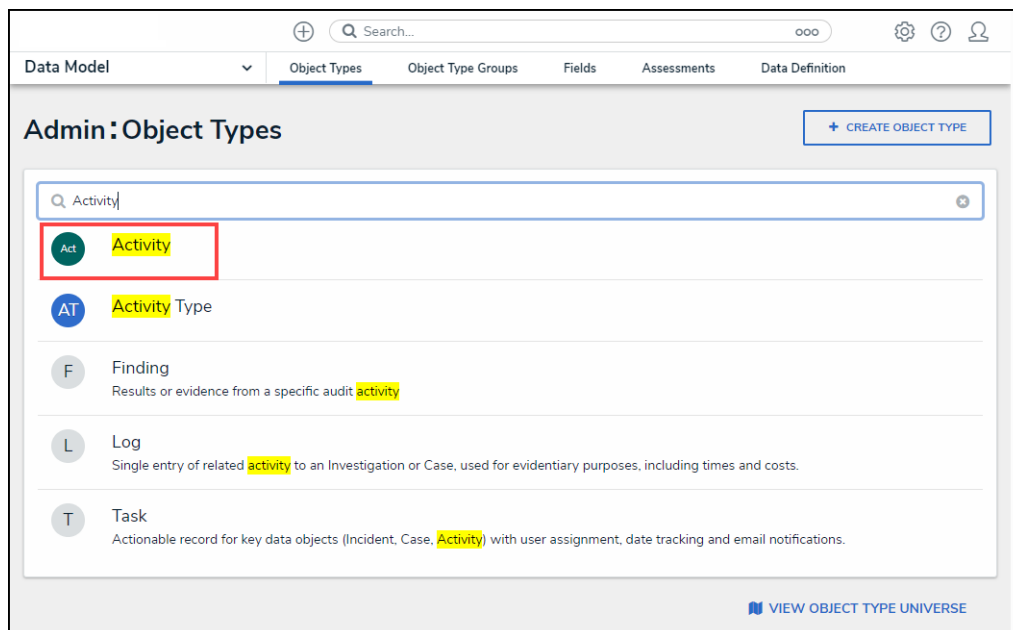 Search...
Data Model
Object Types
Object Type Groups
Fields
Assessments
Data Definition
Admin:Object Types
+ CREATE OBJECT TYPE
Activity
Act
Activity
AT
Activity Type
F
Finding
Results or evidence from a specific audit activity
L
Log
Single entry of related activity to an Investigation or Case, used for evidentiary purposes, including times and costs.
T
Task
Actionable record for key data objects (Incident, Case, Activity) with user assignment, date tracking and email notifications.
VIEW OBJECT TYPE UNIVERSE